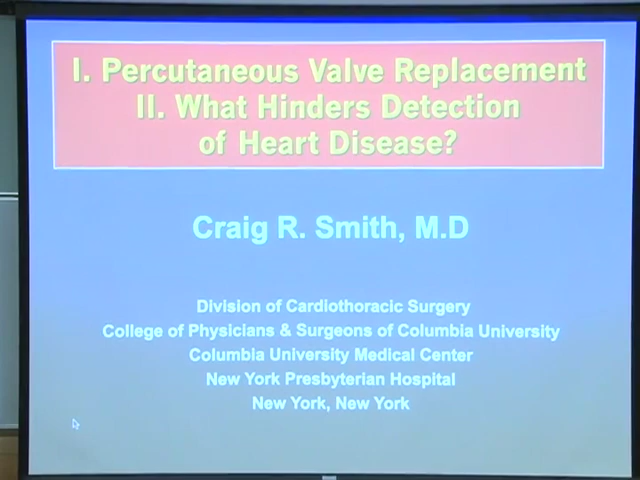 I. Percutaneous Valve Replacement
II. What Hinders Detection
of Heart Disease?
Craig R. Smith, M.D
Division of Cardiothoracic Surgery
College of Physicians & Surgeons of Columbia University
Columbia University Medical Center
New York Presbyterian Hospital
New York, New York